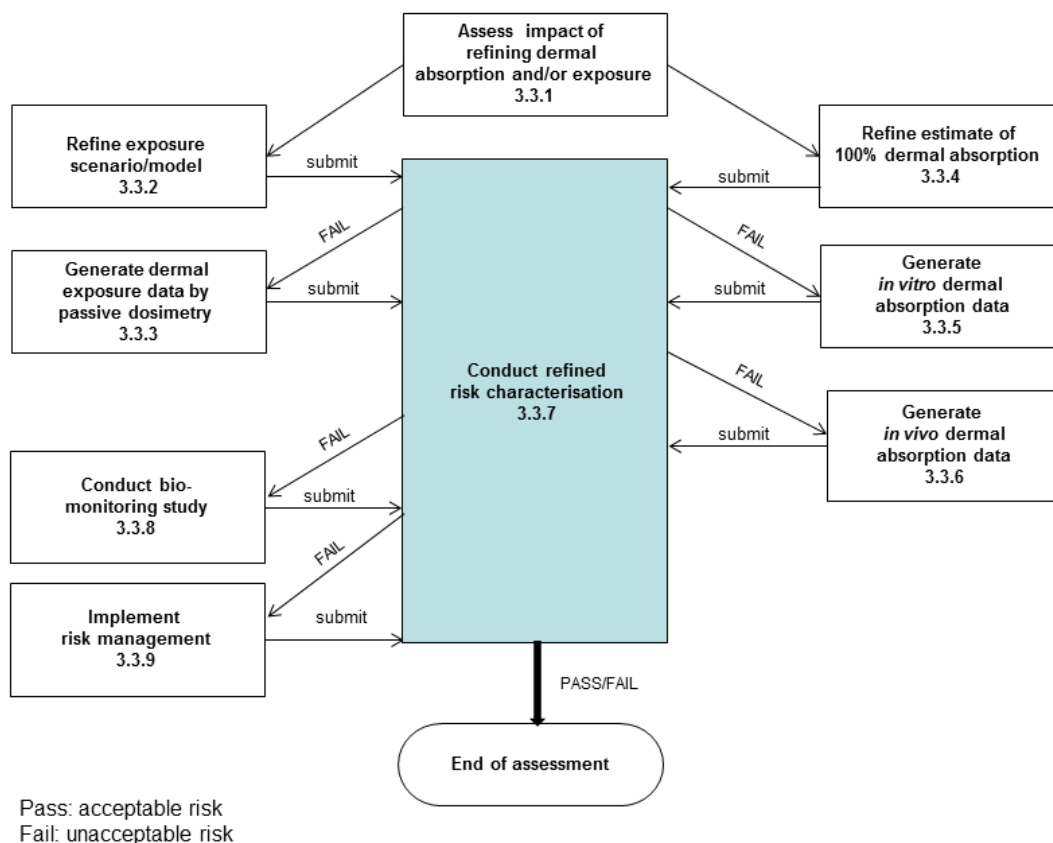 Assess impact of
refining dermal
absorption and/or exposure
3.3.1
Refine exposure
scenario/model
3.3.2
submit
Refine estimate of
100% dermal absorption
3.3.4
submit
FAIL
FAIL
Generate dermal
exposure data by
passive dosimetry
3.3.3
submit
Generate
in vitro dermal
absorption data
3.3.5
submit
Conduct refined
risk characterisation
3.3.7
FAIL
FAIL
Generate
in vivo dermal
absorption data
3.3.6
submit
Conduct bio-
monitoring study
3.3.8
submit
FAIL
Implement
risk management
3.3.9
submit
PASS/FAIL
End of assessment
Pass: acceptable risk
Fail: unacceptable risk